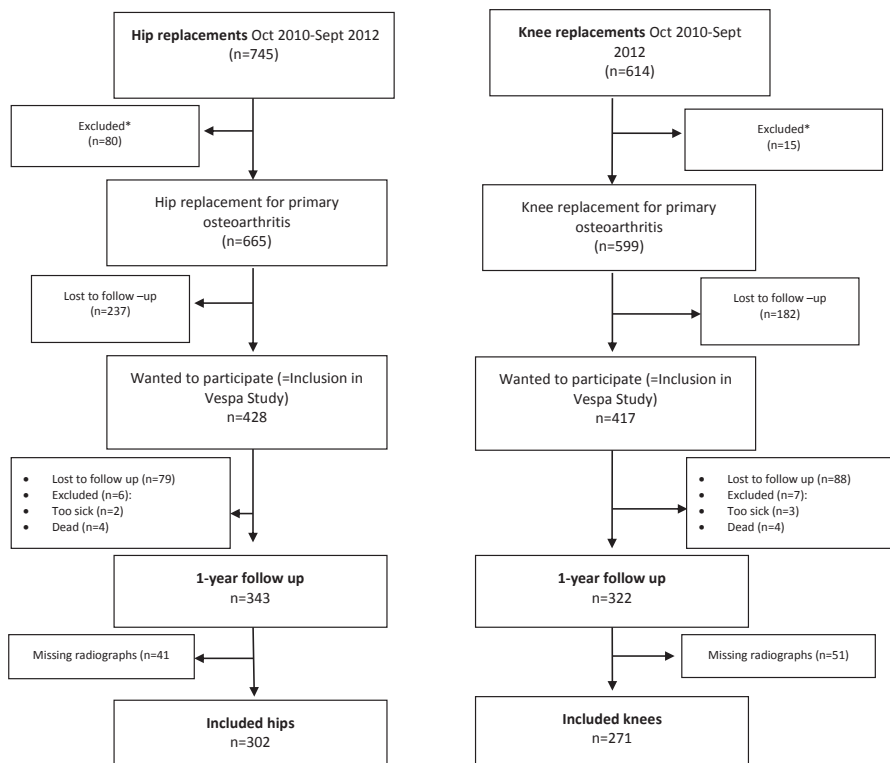 Hip replacements Oct 2010-Sept 2012
(n=745)
Excluded*
(n=80)
Hip replacement for primary
osteoarthritis
(n=665)
Lost to follow –up
(n=237)
Wanted to participate (=Inclusion in
Vespa Study)
n=428
• Lost to follow up (n=79)
• Excluded (n=6):
• Too sick (n=2)
• Dead (n=4)
1-year follow up
n=343
Missing radiographs (n=41
Included hips
n=302
Knee replacements Oct 2010-Sept
2012
(n=614)
Excluded*
(n=15)
Knee replacement for primary
osteoarthritis
(n=599)
Lost to follow –up
(n=182)
Wanted to participate (=Inclusion in
Vespa Study)
n=417
• Lost to follow up (n=88)
• Excluded (n=7):
• Too sick (n=3)
• Dead (n=4)
1-year follow up
n=322
Missing radiographs (n=51)
Included knees
n=271